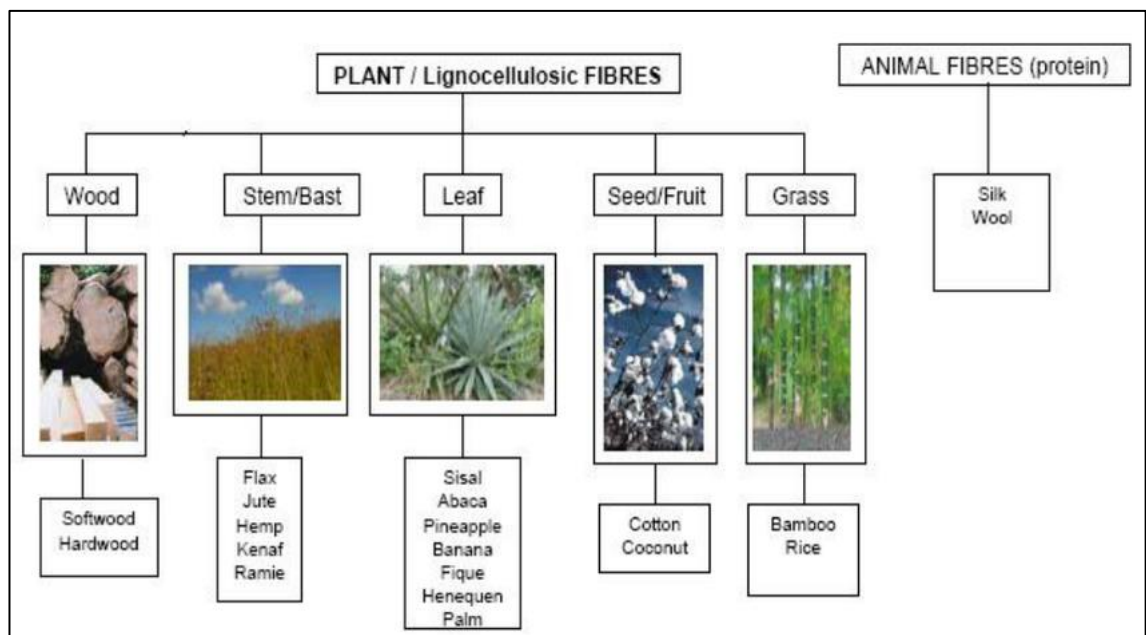 PLANT / Lignocellulosic FIBRES
ANIMAL FIBRES (protein)
Wood
Stem/Bast
Leaf
Seed/Fruit
Grass
Silk
Wool
Softwood
Hardwood
Flax
Jute
Hemp
Kenaf
Ramie
Sisal
Abaca
Pineapple
Banana
Fique
Henequen
Palm
Cotton
Coconut
Bamboo
Rice